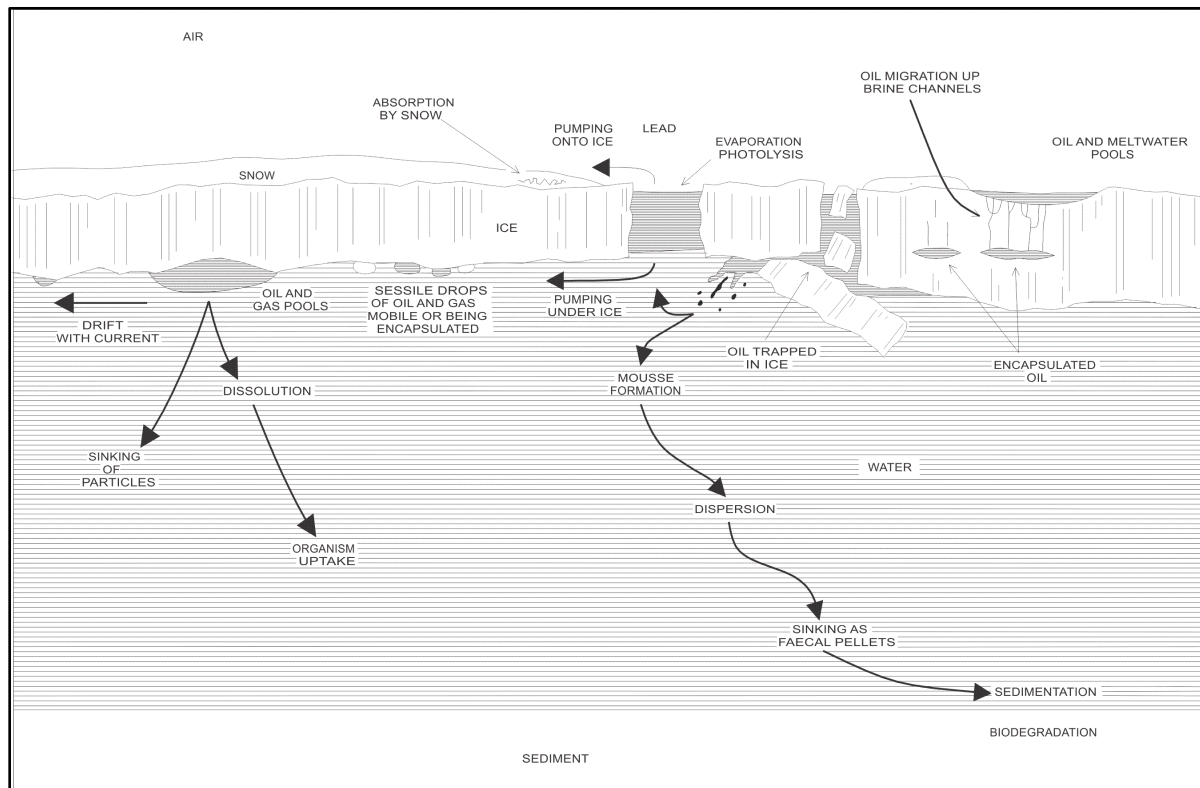 AIR
OIL MIGRATION UP
BRINE CHANNELS
ABSORPTION
BY SNOW
PUMPING
ONTO ICE
LEAD
EVAPORATION
PHOTOLYSIS
OIL AND MELTWATER
POOLS
SNOW
ICE
OIL AND
GAS POOLS
SESSILE DROPS
OF OIL AND GAS
MOBILE OR BEING
ENCAPSULATED
PUMPING
UNDER ICE
DRIFT
WITH CURRENT
OIL TRAPPED
IN ICE
ENCAPSULATED
OIL
DISSOLUTION
MOUSSE
FORMATION
SINKING
OF
PARTICLES
WATER
DISPERSION
ORGANISM
UPTAKE
SINKING AS
FAECAL PELLETS
SEDIMENTATION
BIODEGRADATION
SEDIMENT